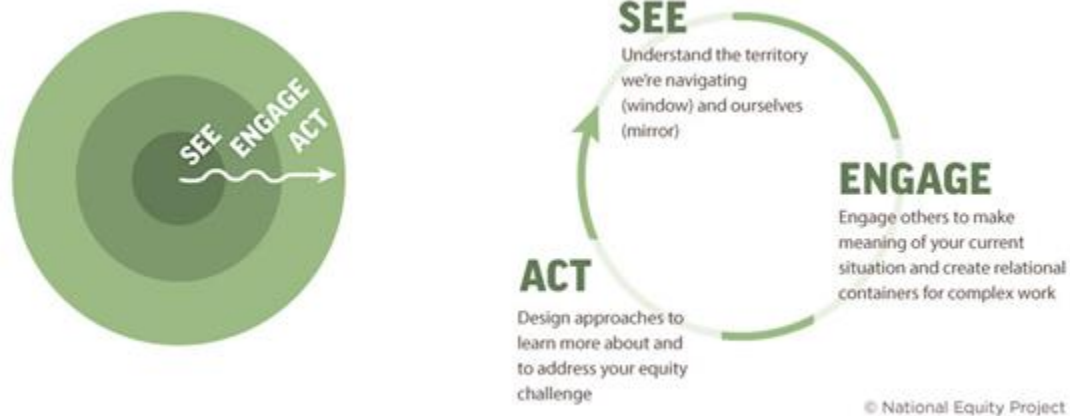 SEE
ENGAGE
ACT
SEE
Understand the territory
we're navigating
(window) and ourselves
(mirror)
ENGAGE
Engage others to make
meaning of your current
situation and create relational
containers for complex work
ACT
Design approaches to
learn more about and
to address your equity
challenge
© National Equity Project